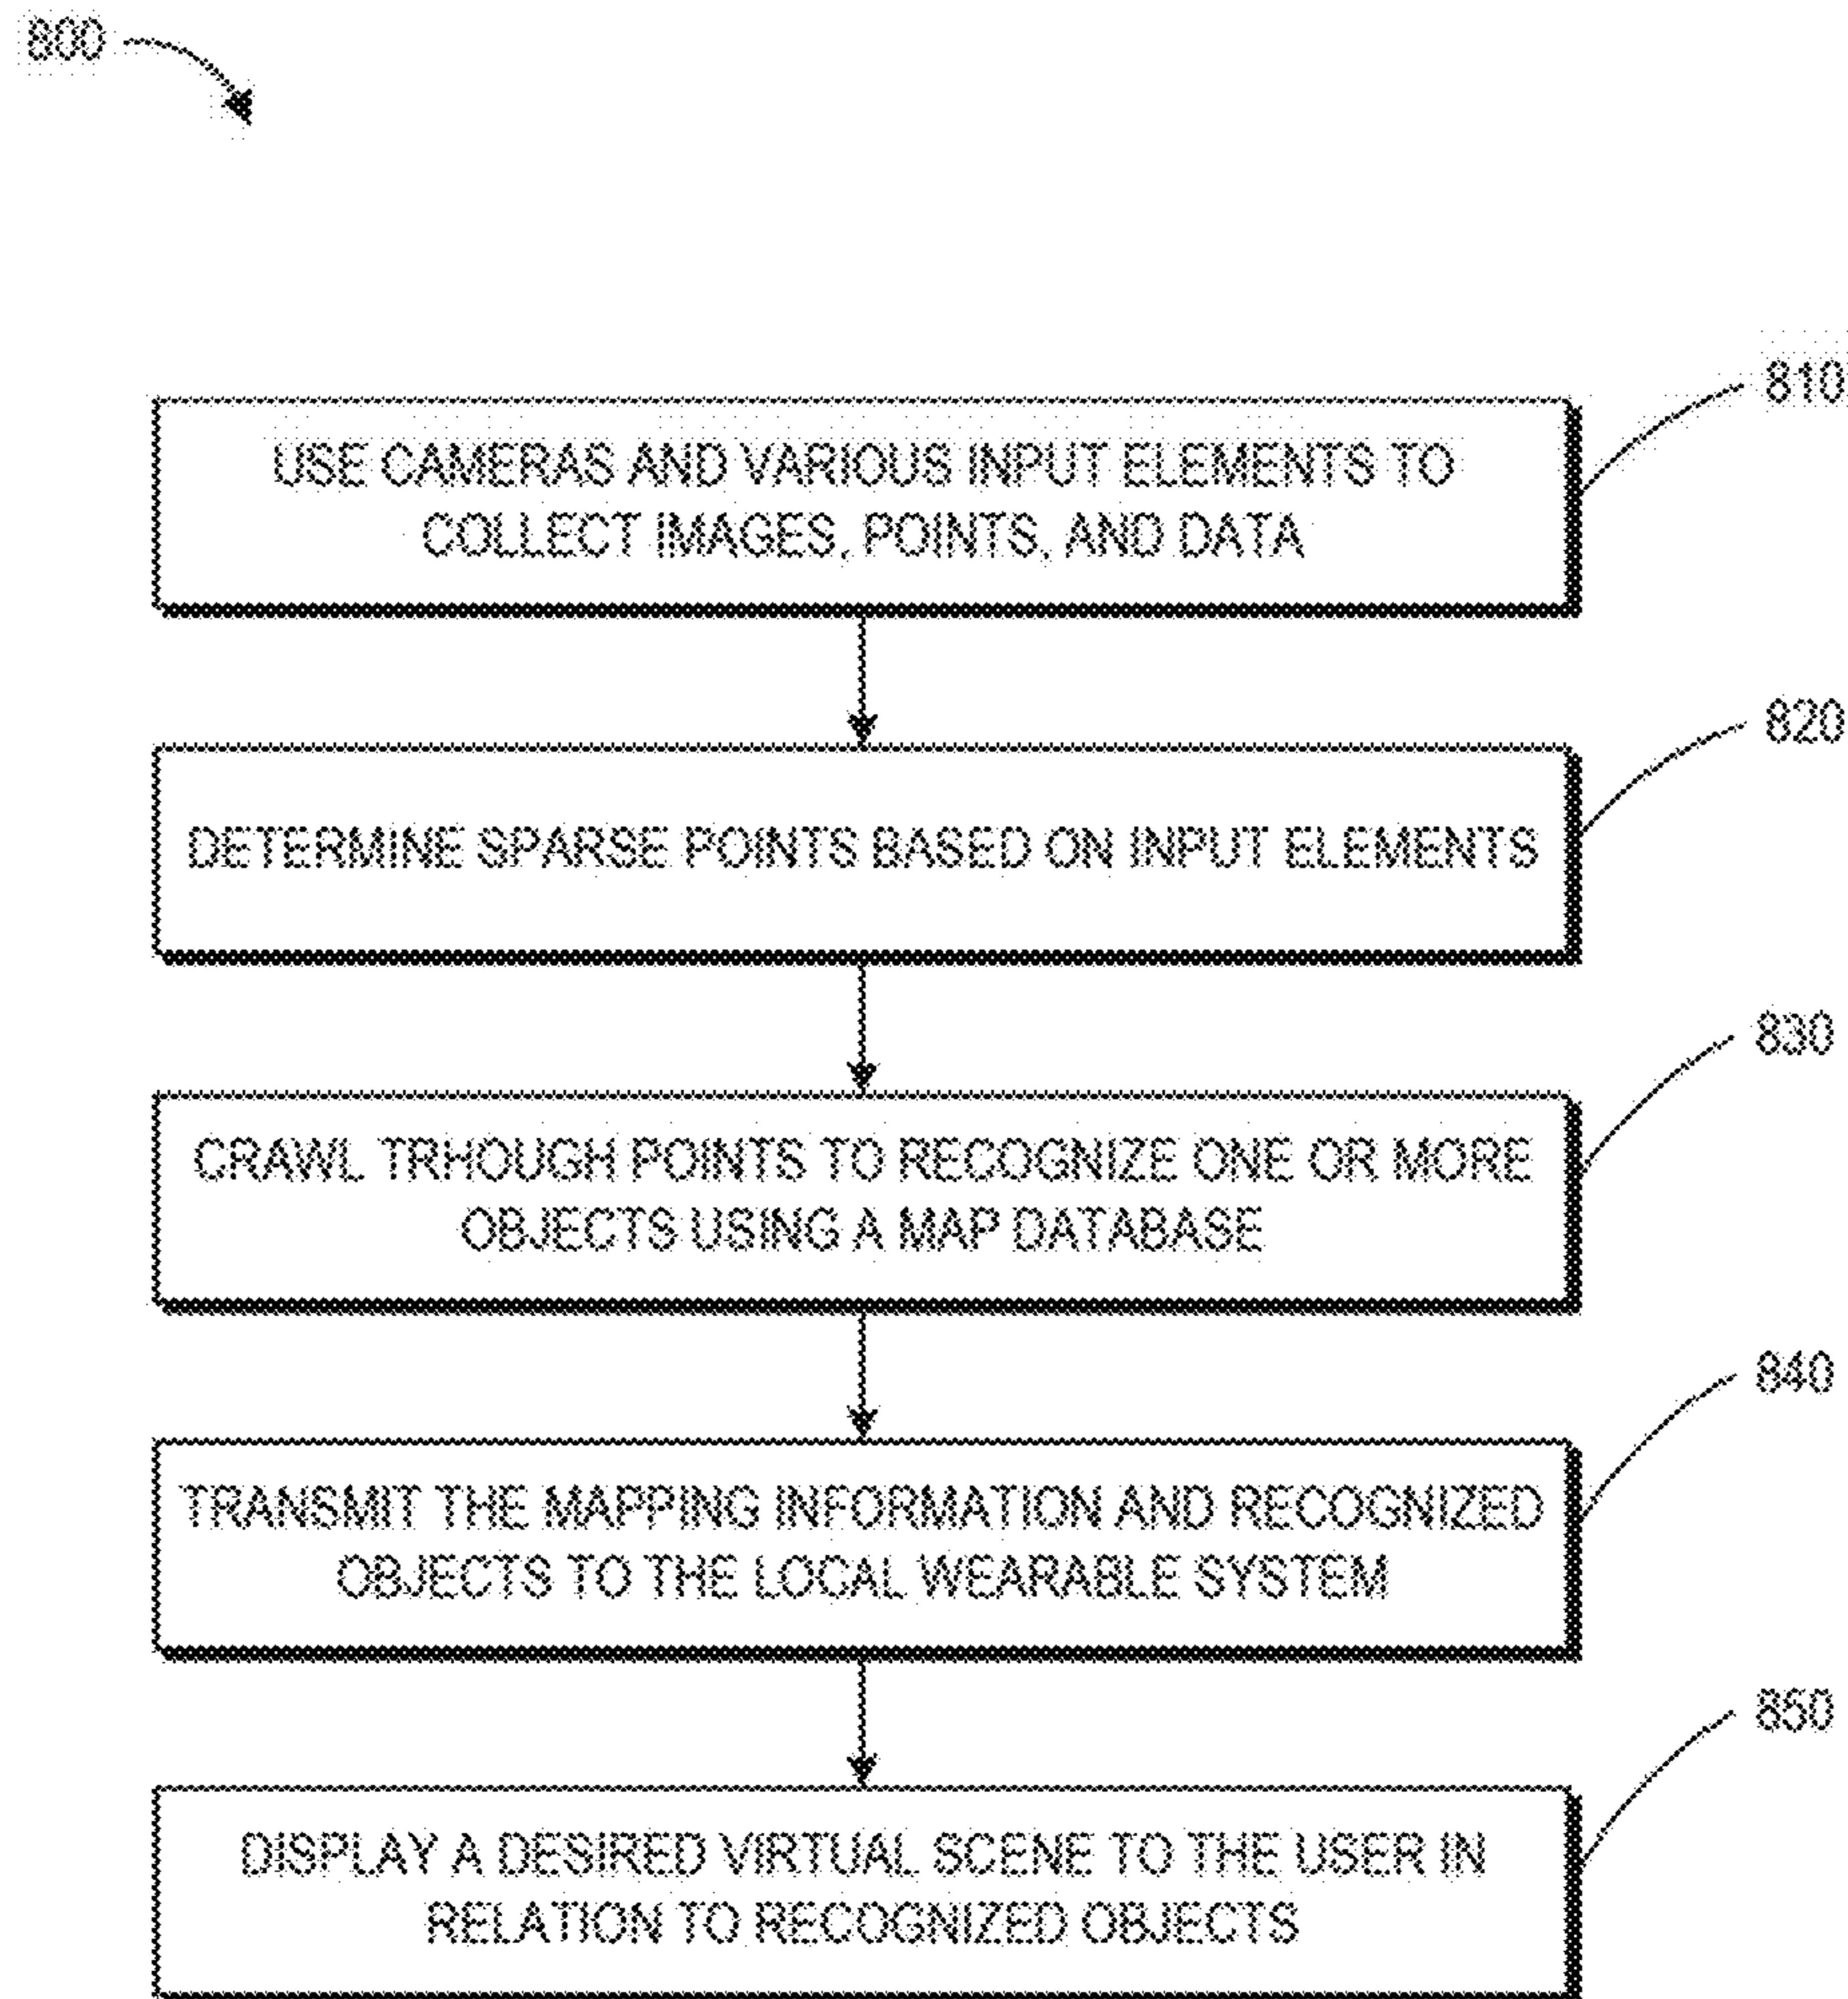 800
810
USE CAMERAS AND VARIOUS INPUT ELEMENTS TO
COLLECT IMAGES, POINTS, AND DATA
820
DETERMINE SPARSE POINTS BASED ON INPUT ELEMENTS
830
CRAWL TRHOUGH POINTS TO RECOGNIZE ONE OR MORE
OBJECTS USING A MAP DATABASE
840
TRANSMIT THE MAPPING INFORMATION AND RECOGNIZED
OBJECTS TO THE LOCAL WEARABLE SYSTEM
850
DISPLAY A DESIRED VIRTUAL SCENE TO THE USER IN
RELATION TO RECOGNIZED OBJECTS